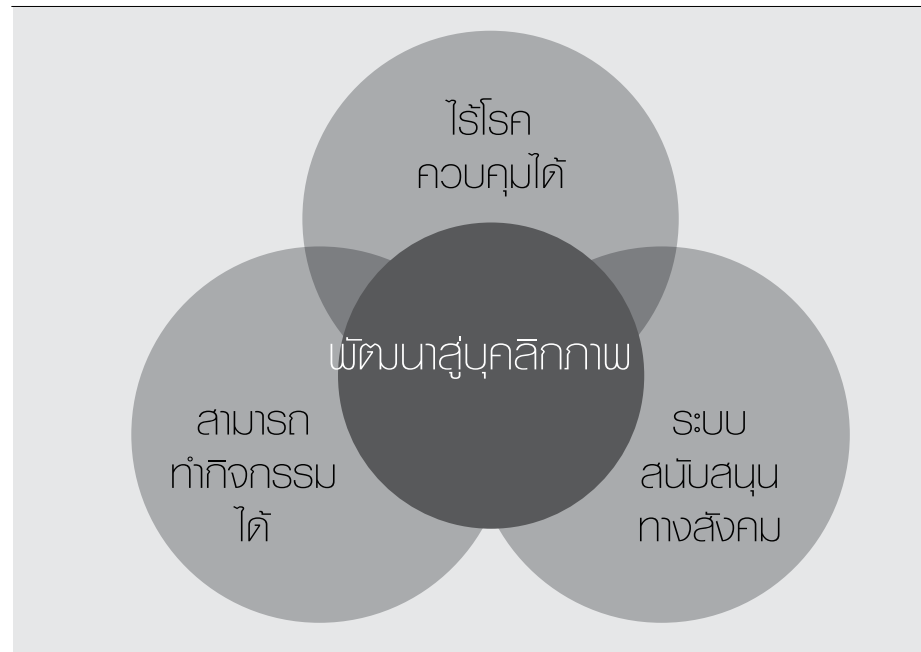 ไร้โรค
ควบคุมได้
พัฒนาสู่บุคลิกภาพ
สามารถ
ทำกิจกรรม
ได้
ระบบ
สนับสนุน
ทางสังคม